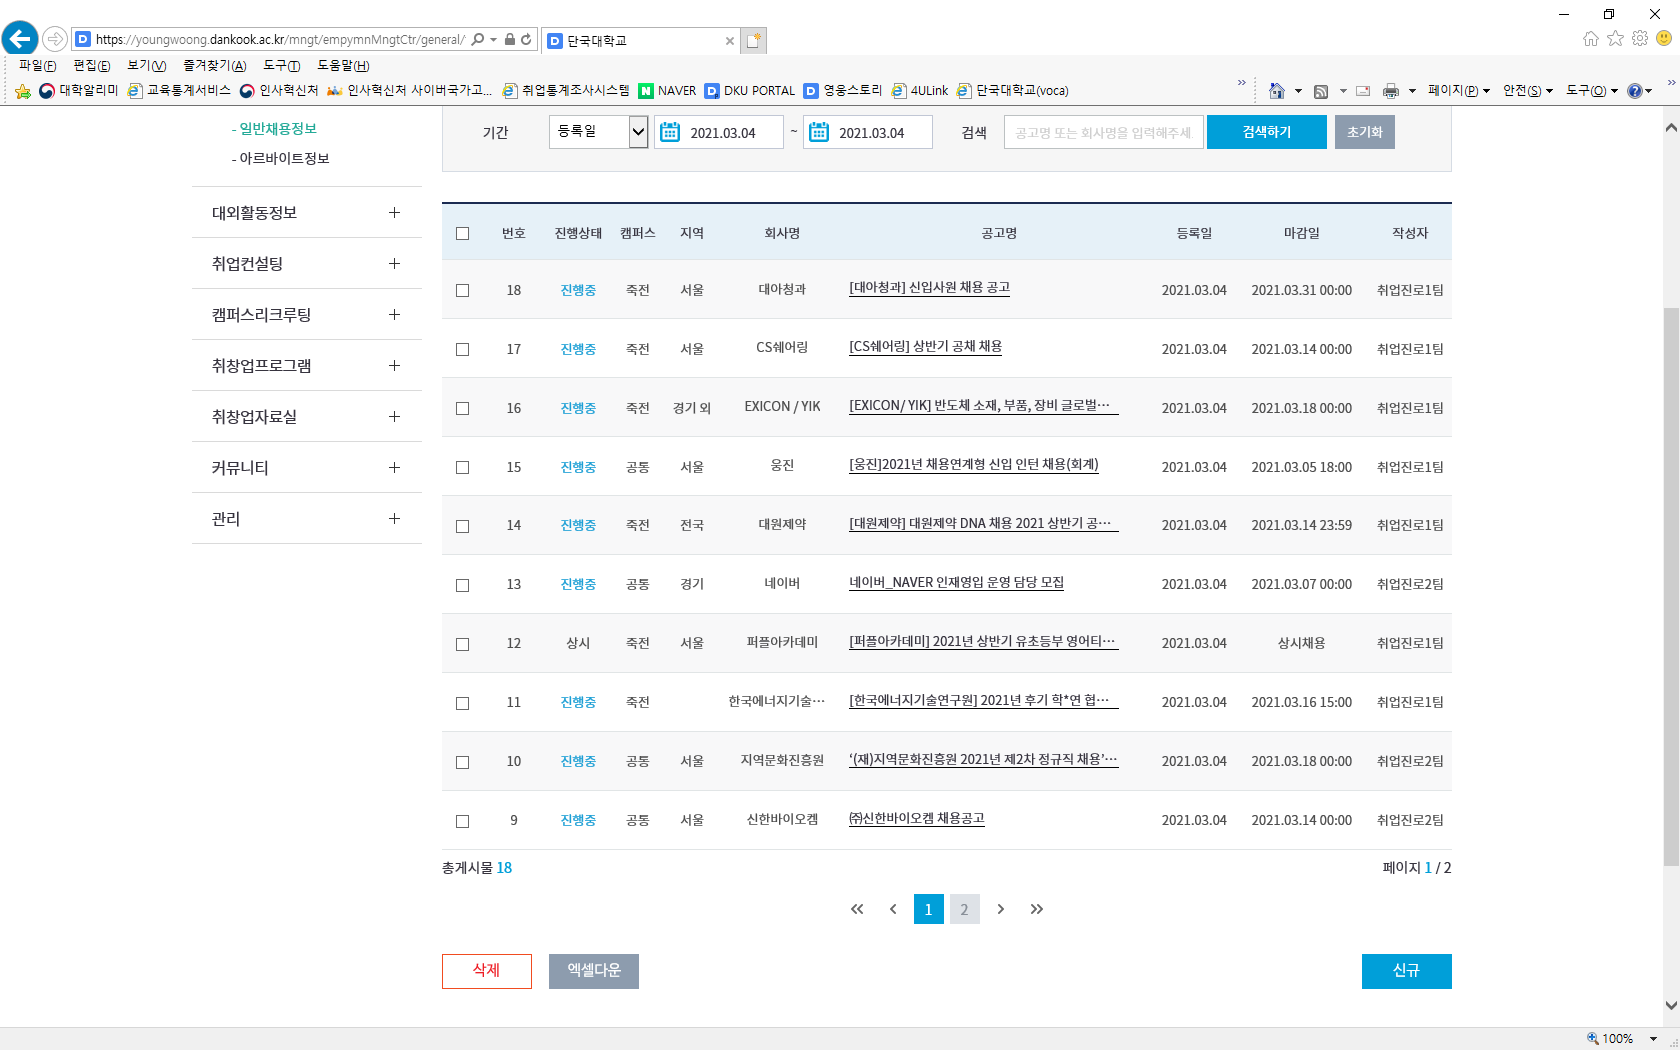 https://youngwoong.dankook.ac.kr/mngt/empymnMngtCtr/general/
단국대학교
파일(F) 편집(E) 보기(V) 즐겨찾기(A) 도구(T) 도움말(H)
대학알리미 교육통계서비스 인사혁신처 인사혁신처 사이버국가고... 취업통계조사시스템 NAVER DKU PORTAL 영웅스토리 4ULink 단국대학교(voca) 페이지(P) 안전(S) 도구(O)
- 일반채용정보
- 아르바이트정보
대외활동정보
취업컨설팅
캠퍼스리크루팅
취창업프로그램
취창업자료실
커뮤니티
관리
기간 등록일 2021.03.04 ~ 2021.03.04 검색 공고명 또는 회사명을 입력해주세. 검색하기 초기화
번호 진행상태 캠퍼스 지역 회사명 공고명 등록일 마감일 작성자
18 진행중 죽전 서울 대아청과 [대아청과] 신입사원 채용 공고 2021.03.04 2021.03.31 00:00 취업진로1팀
17 진행중 죽전 서울 CS쉐어링 [CS쉐어링] 상반기 공채 채용 2021.03.04 2021.03.14 00:00 취업진로1팀
16 진행중 죽전 경기 외 EXICON / YIK [EXICON/ YIK] 반도체 소재, 부품, 장비 글로벌… 2021.03.04 2021.03.18 00:00 취업진로1팀
15 진행중 공통 서울 웅진 [웅진]2021년 채용연계형 신입 인턴 채용(회계) 2021.03.04 2021.03.05 18:00 취업진로1팀
14 진행중 죽전 전국 대원제약 [대원제약] 대원제약 DNA 채용 2021 상반기 공… 2021.03.04 2021.03.14 23:59 취업진로1팀
13 진행중 공통 경기 네이버 네이버_NAVER 인재영입 운영 담당 모집 2021.03.04 2021.03.07 00:00 취업진로2팀
12 상시 죽전 서울 퍼플아카데미 [퍼플아카데미] 2021년 상반기 유초등부 영어티… 2021.03.04 상시채용 취업진로1팀
11 진행중 죽전 한국에너지기술… [한국에너지기술연구원] 2021년 후기 학*연 협… 2021.03.04 2021.03.16 15:00 취업진로1팀
10 진행중 공통 서울 지역문화진흥원 ‘(재)지역문화진흥원 2021년 제2차 정규직 채용’… 2021.03.04 2021.03.18 00:00 취업진로2팀
9 진행중 공통 서울 신한바이오켐 ㈜신한바이오켐 채용공고 2021.03.04 2021.03.14 00:00 취업진로2팀
총게시물 18 페이지 1 / 2
1 2
삭제 엑셀다운 신규
100%